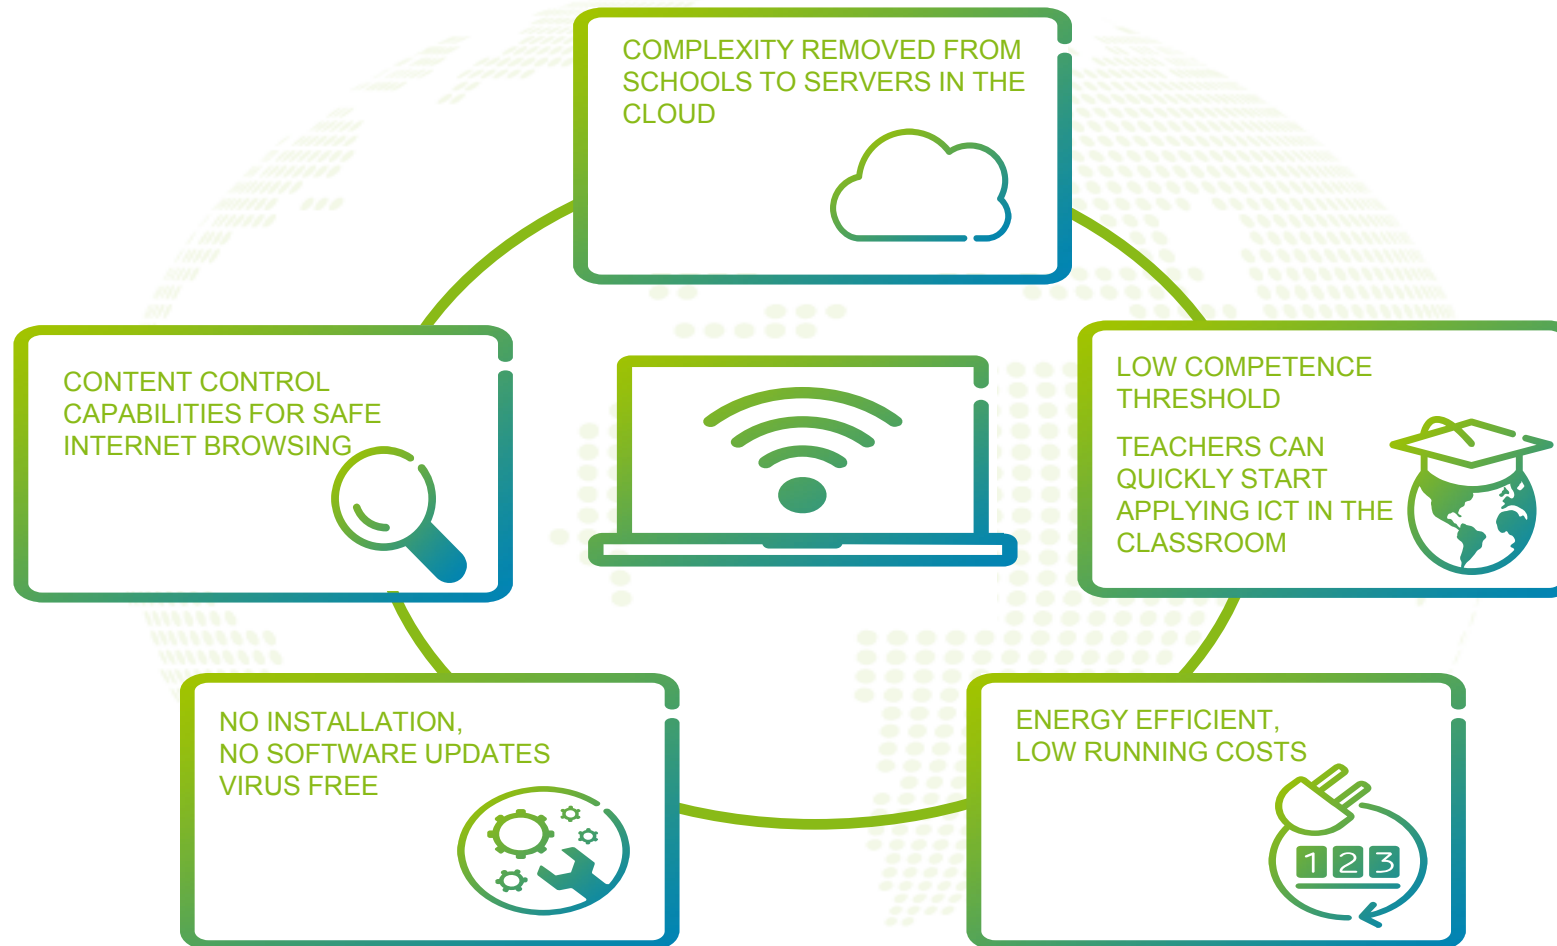 COMPLEXITY REMOVED FROM
SCHOOLS TO SERVERS IN THE
CLOUD
CONTENT CONTROL
CAPABILITIES FOR SAFE
INTERNET BROWSING
LOW COMPETENCE
THRESHOLD
TEACHERS CAN
QUICKLY START
APPLYING ICT IN THE
CLASSROOM
NO INSTALLATION,
NO SOFTWARE UPDATES
VIRUS FREE
ENERGY EFFICIENT,
LOW RUNNING COSTS
123